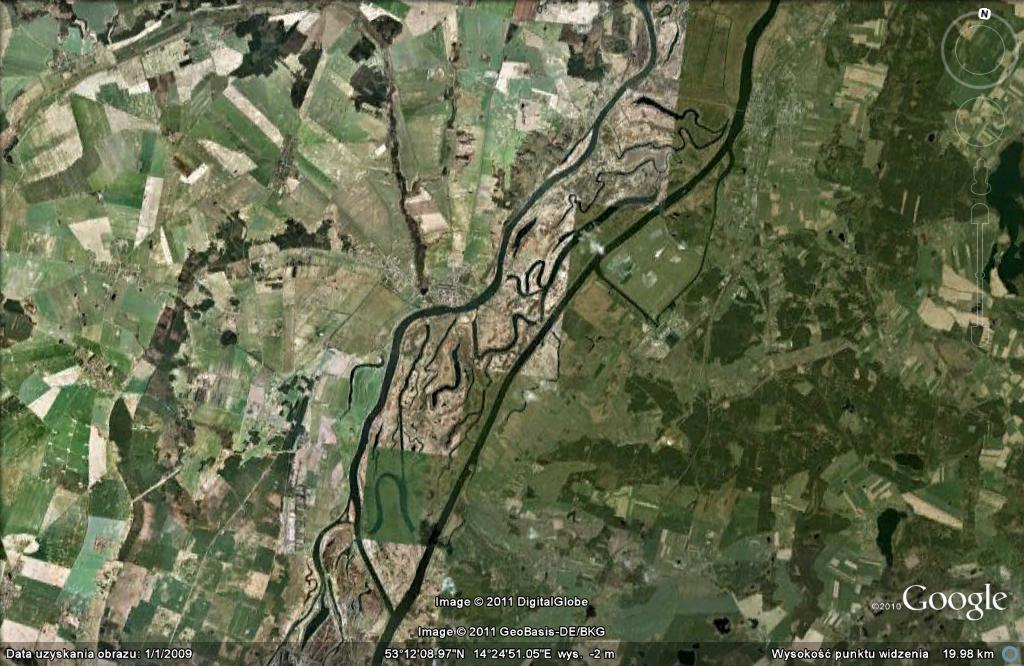 N
Image © 2011 DigitalGlobe
©2010 Google
Image © 2011 GeoBasis-DE/BKG
Data uzyskania obrazu: 1/1/2009 53°12'08.97"N 14°24'51.05"E wys. -2 m Wysokość punktu widzenia 19.98 km